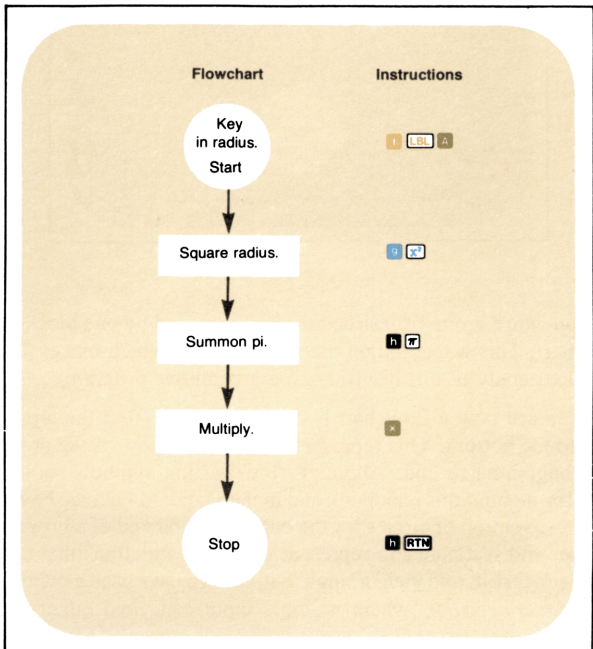 Flowchart Instructions
Key
in radius.
Start
f LBL A
Square radius. g x²
Summon pi. h π
Multiply. ×
Stop h RTN